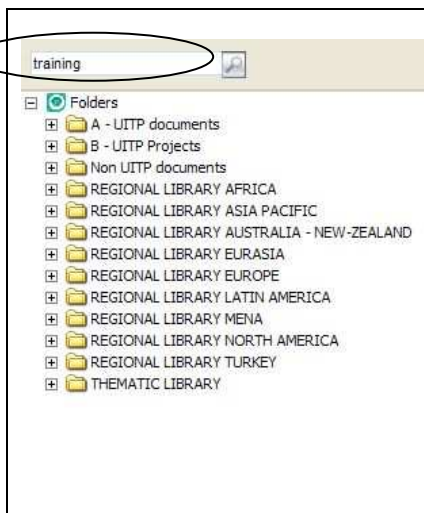 training
Folders
A - UITP documents
B - UITP Projects
Non UITP documents
REGIONAL LIBRARY AFRICA
REGIONAL LIBRARY ASIA PACIFIC
REGIONAL LIBRARY AUSTRALIA - NEW-ZEALAND
REGIONAL LIBRARY EURASIA
REGIONAL LIBRARY EUROPE
REGIONAL LIBRARY LATIN AMERICA
REGIONAL LIBRARY MENA
REGIONAL LIBRARY NORTH AMERICA
REGIONAL LIBRARY TURKEY
THEMATIC LIBRARY